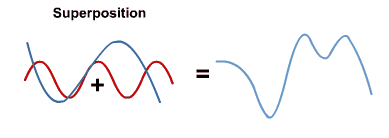 Superposition
+ =